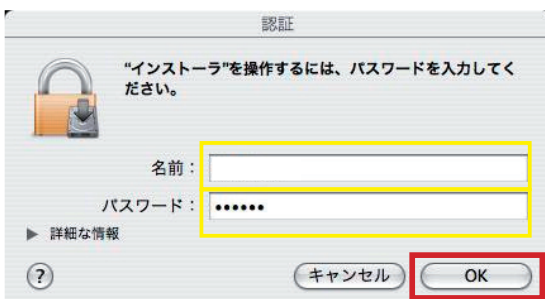 認証
“インストーラ”を操作するには、パスワードを入力してく
ださい。
名前：
パスワード：••••••
▶ 詳細な情報
?
キャンセル
OK